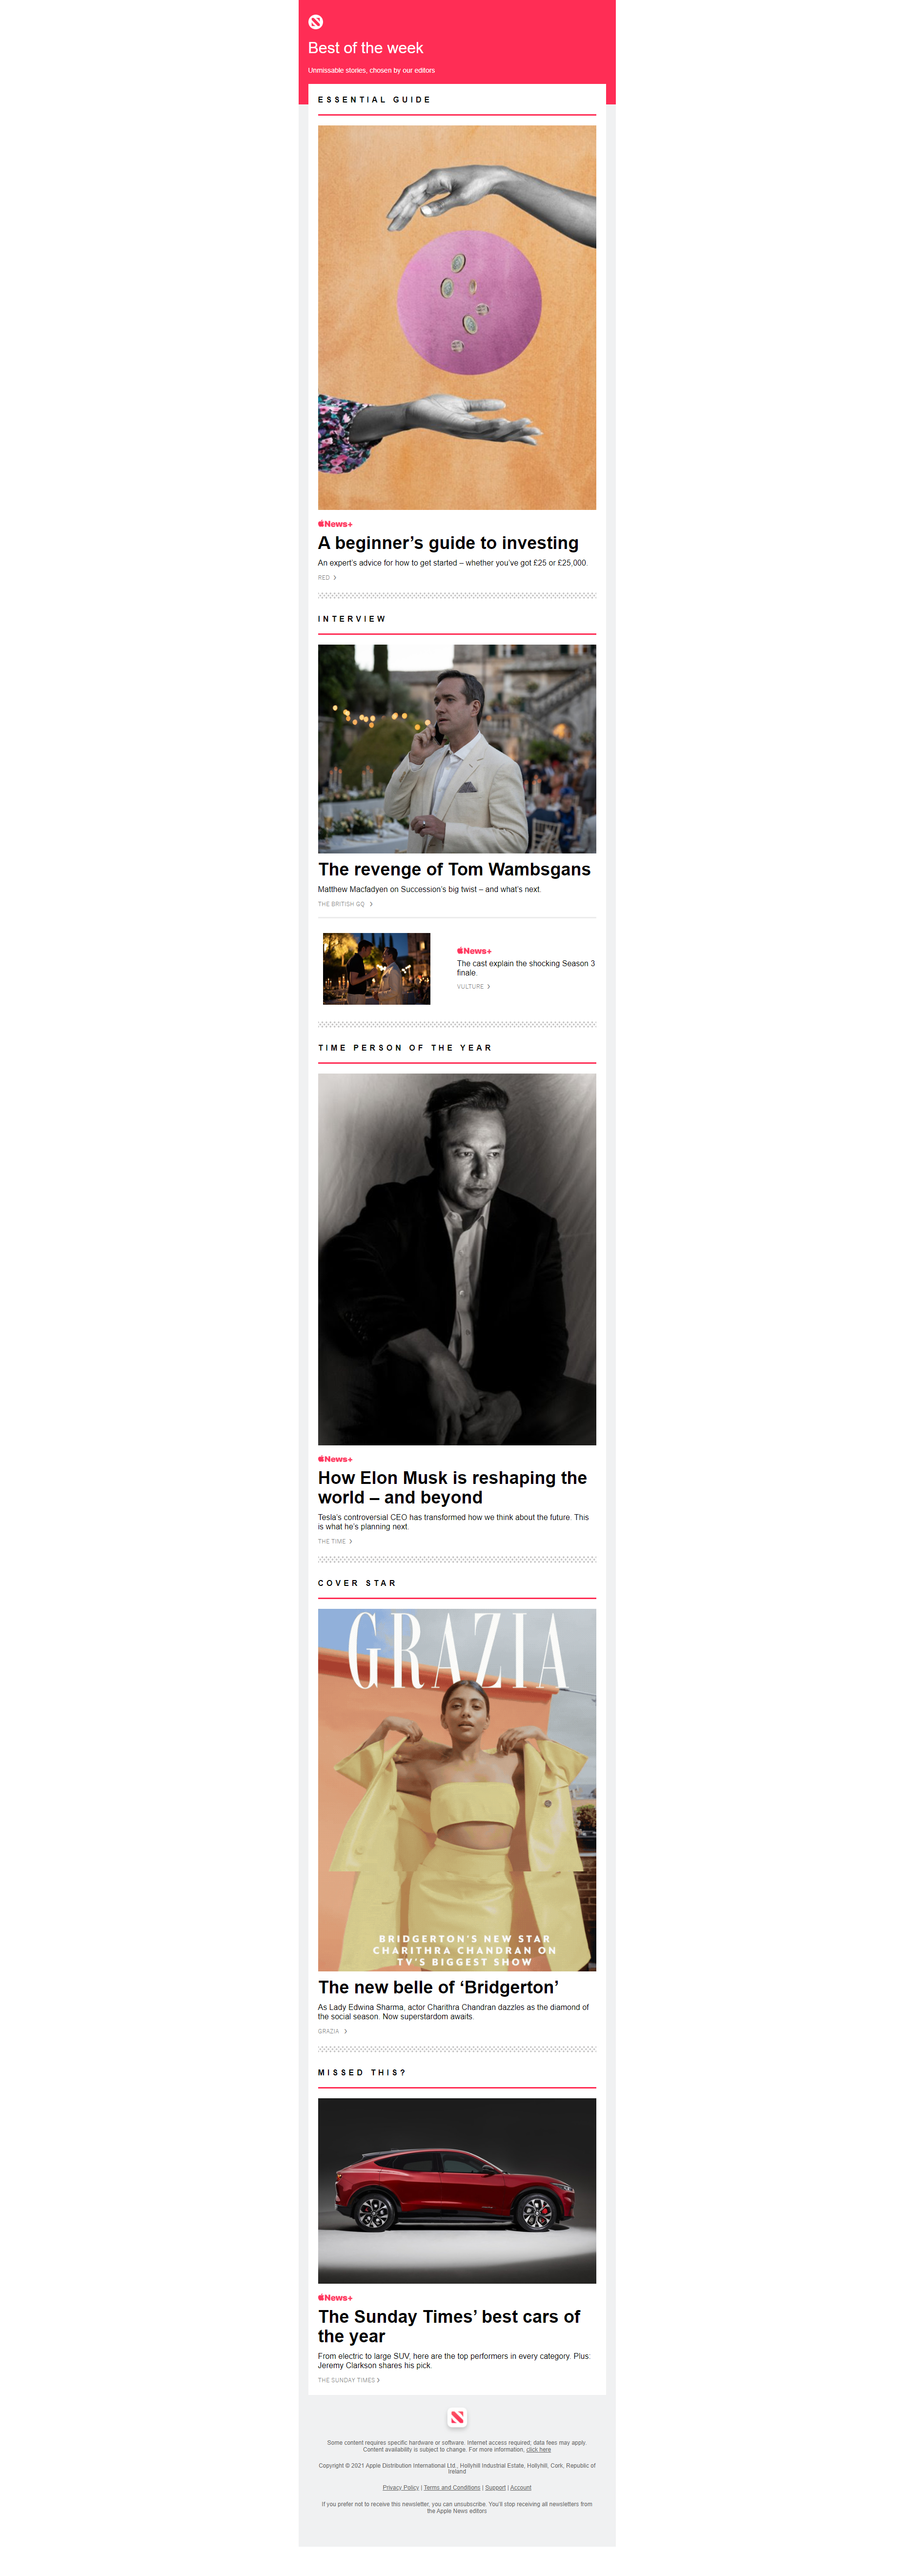 Best of the week
Unmissable stories, chosen by our editors
ESSENTIAL GUIDE
News+
A beginner’s guide to investing
An expert’s advice for how to get started – whether you’ve got £25 or £25,000.
RED
INTERVIEW
The revenge of Tom Wambsgans
Matthew Macfadyen on Succession’s big twist – and what’s next.
THE BRITISH GQ
News+
The cast explain the shocking Season 3
finale.
VULTURE
TIME PERSON OF THE YEAR
News+
How Elon Musk is reshaping the
world – and beyond
Tesla’s controversial CEO has transformed how we think about the future. This
is what he’s planning next.
THE TIME
COVER STAR
GRAZIA
BRIDGERTON’S NEW STAR
CHARITHRA CHANDRAN ON
TV’S BIGGEST SHOW
The new belle of ‘Bridgerton’
As Lady Edwina Sharma, actor Charithra Chandran dazzles as the diamond of
the social season. Now superstardom awaits.
GRAZIA
MISSED THIS?
News+
The Sunday Times’ best cars of
the year
From electric to large SUV, here are the top performers in every category. Plus:
Jeremy Clarkson shares his pick.
THE SUNDAY TIMES
Some content requires specific hardware or software. Internet access required; data fees may apply.
Content availability is subject to change. For more information, click here
Copyright © 2021 Apple Distribution International Ltd., Hollyhill Industrial Estate, Hollyhill, Cork, Republic of
Ireland
Privacy Policy | Terms and Conditions | Support | Account
If you prefer not to receive this newsletter, you can unsubscribe. You’ll stop receiving all newsletters from
the Apple News editors